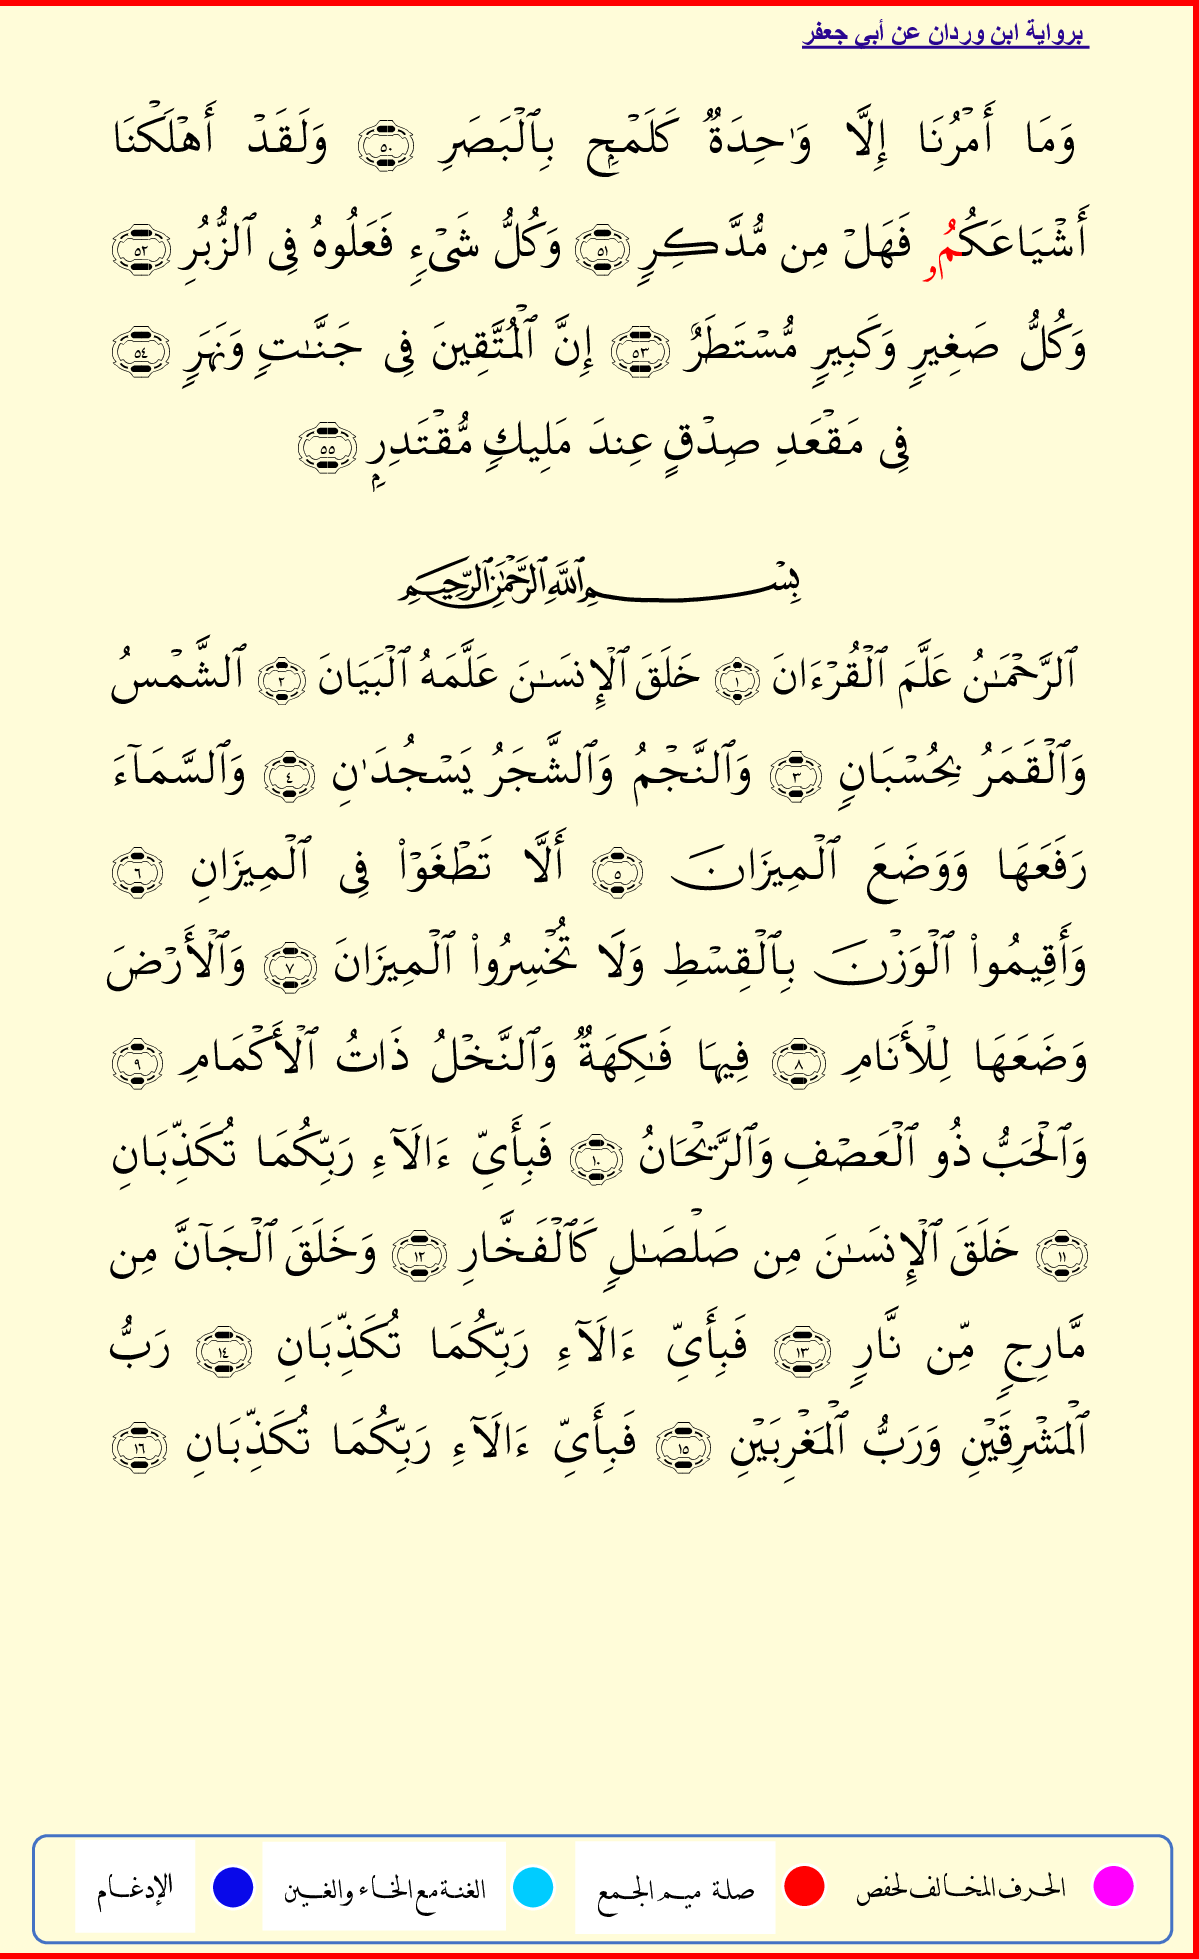 برواية ابن وردان عن أبي جعفر
وَمَا أَمۡرُنَا إِلَّا وَٰحِدَةٌ كَلَمۡحِۭ بِٱلۡبَصَرِ ٥٠ وَلَقَدۡ أَهۡلَكۡنَا
أَشۡيَاعَكُمُۥ فَهَلۡ مِن مُّدَّكِرٍ ٥١ وَكُلُّ شَيۡءٍ فَعَلُوهُ فِي ٱلزُّبُرِ ٥٢
وَكُلُّ صَغِيرٍ وَكَبِيرٍ مُّسۡتَطَرٌ ٥٣ إِنَّ ٱلۡمُتَّقِينَ فِي جَنَّـٰتٍ وَنَهَرٍ ٥٤
فِي مَقۡعَدِ صِدۡقٍ عِندَ مَلِيكٍ مُّقۡتَدِرِۭ ٥٥
بِسۡمِ ٱللَّهِ ٱلرَّحۡمَٰنِ ٱلرَّحِيمِ
ٱلرَّحۡمَـٰنُ عَلَّمَ ٱلۡقُرۡءَانَ ١ خَلَقَ ٱلۡإِنسَـٰنَ عَلَّمَهُ ٱلۡبَيَانَ ٢ ٱلشَّمۡسُ
وَٱلۡقَمَرُ بِحُسۡبَانٍ ٣ وَٱلنَّجۡمُ وَٱلشَّجَرُ يَسۡجُدَٰنِ ٤ وَٱلسَّمَآءَ
رَفَعَهَا وَوَضَعَ ٱلۡمِيزَانَ ٥ أَلَّا تَطۡغَوۡاْ فِي ٱلۡمِيزَانِ ٦
وَأَقِيمُواْ ٱلۡوَزۡنَ بِٱلۡقِسۡطِ وَلَا تُخۡسِرُواْ ٱلۡمِيزَانَ ٧ وَٱلۡأَرۡضَ
وَضَعَهَا لِلۡأَنَامِ ٨ فِيهَا فَـٰكِهَةٌ وَٱلنَّخۡلُ ذَاتُ ٱلۡأَكۡمَامِ ٩
وَٱلۡحَبُّ ذُو ٱلۡعَصۡفِ وَٱلرَّيۡحَانُ ١٠ فَبِأَيِّ ءَالَآءِ رَبِّكُمَا تُكَذِّبَانِ
١١ خَلَقَ ٱلۡإِنسَـٰنَ مِن صَلۡصَـٰلٍ كَٱلۡفَخَّارِ ١٢ وَخَلَقَ ٱلۡجَآنَّ مِن
مَّارِجٍ مِّن نَّارٍ ١٣ فَبِأَيِّ ءَالَآءِ رَبِّكُمَا تُكَذِّبَانِ ١٤ رَبُّ
ٱلۡمَشۡرِقَيۡنِ وَرَبُّ ٱلۡمَغۡرِبَيۡنِ ١٥ فَبِأَيِّ ءَالَآءِ رَبِّكُمَا تُكَذِّبَانِ ١٦
الحرف المخالف لحفص صلة ميم الجمع الغنة مع الخاء والغين الإدغام